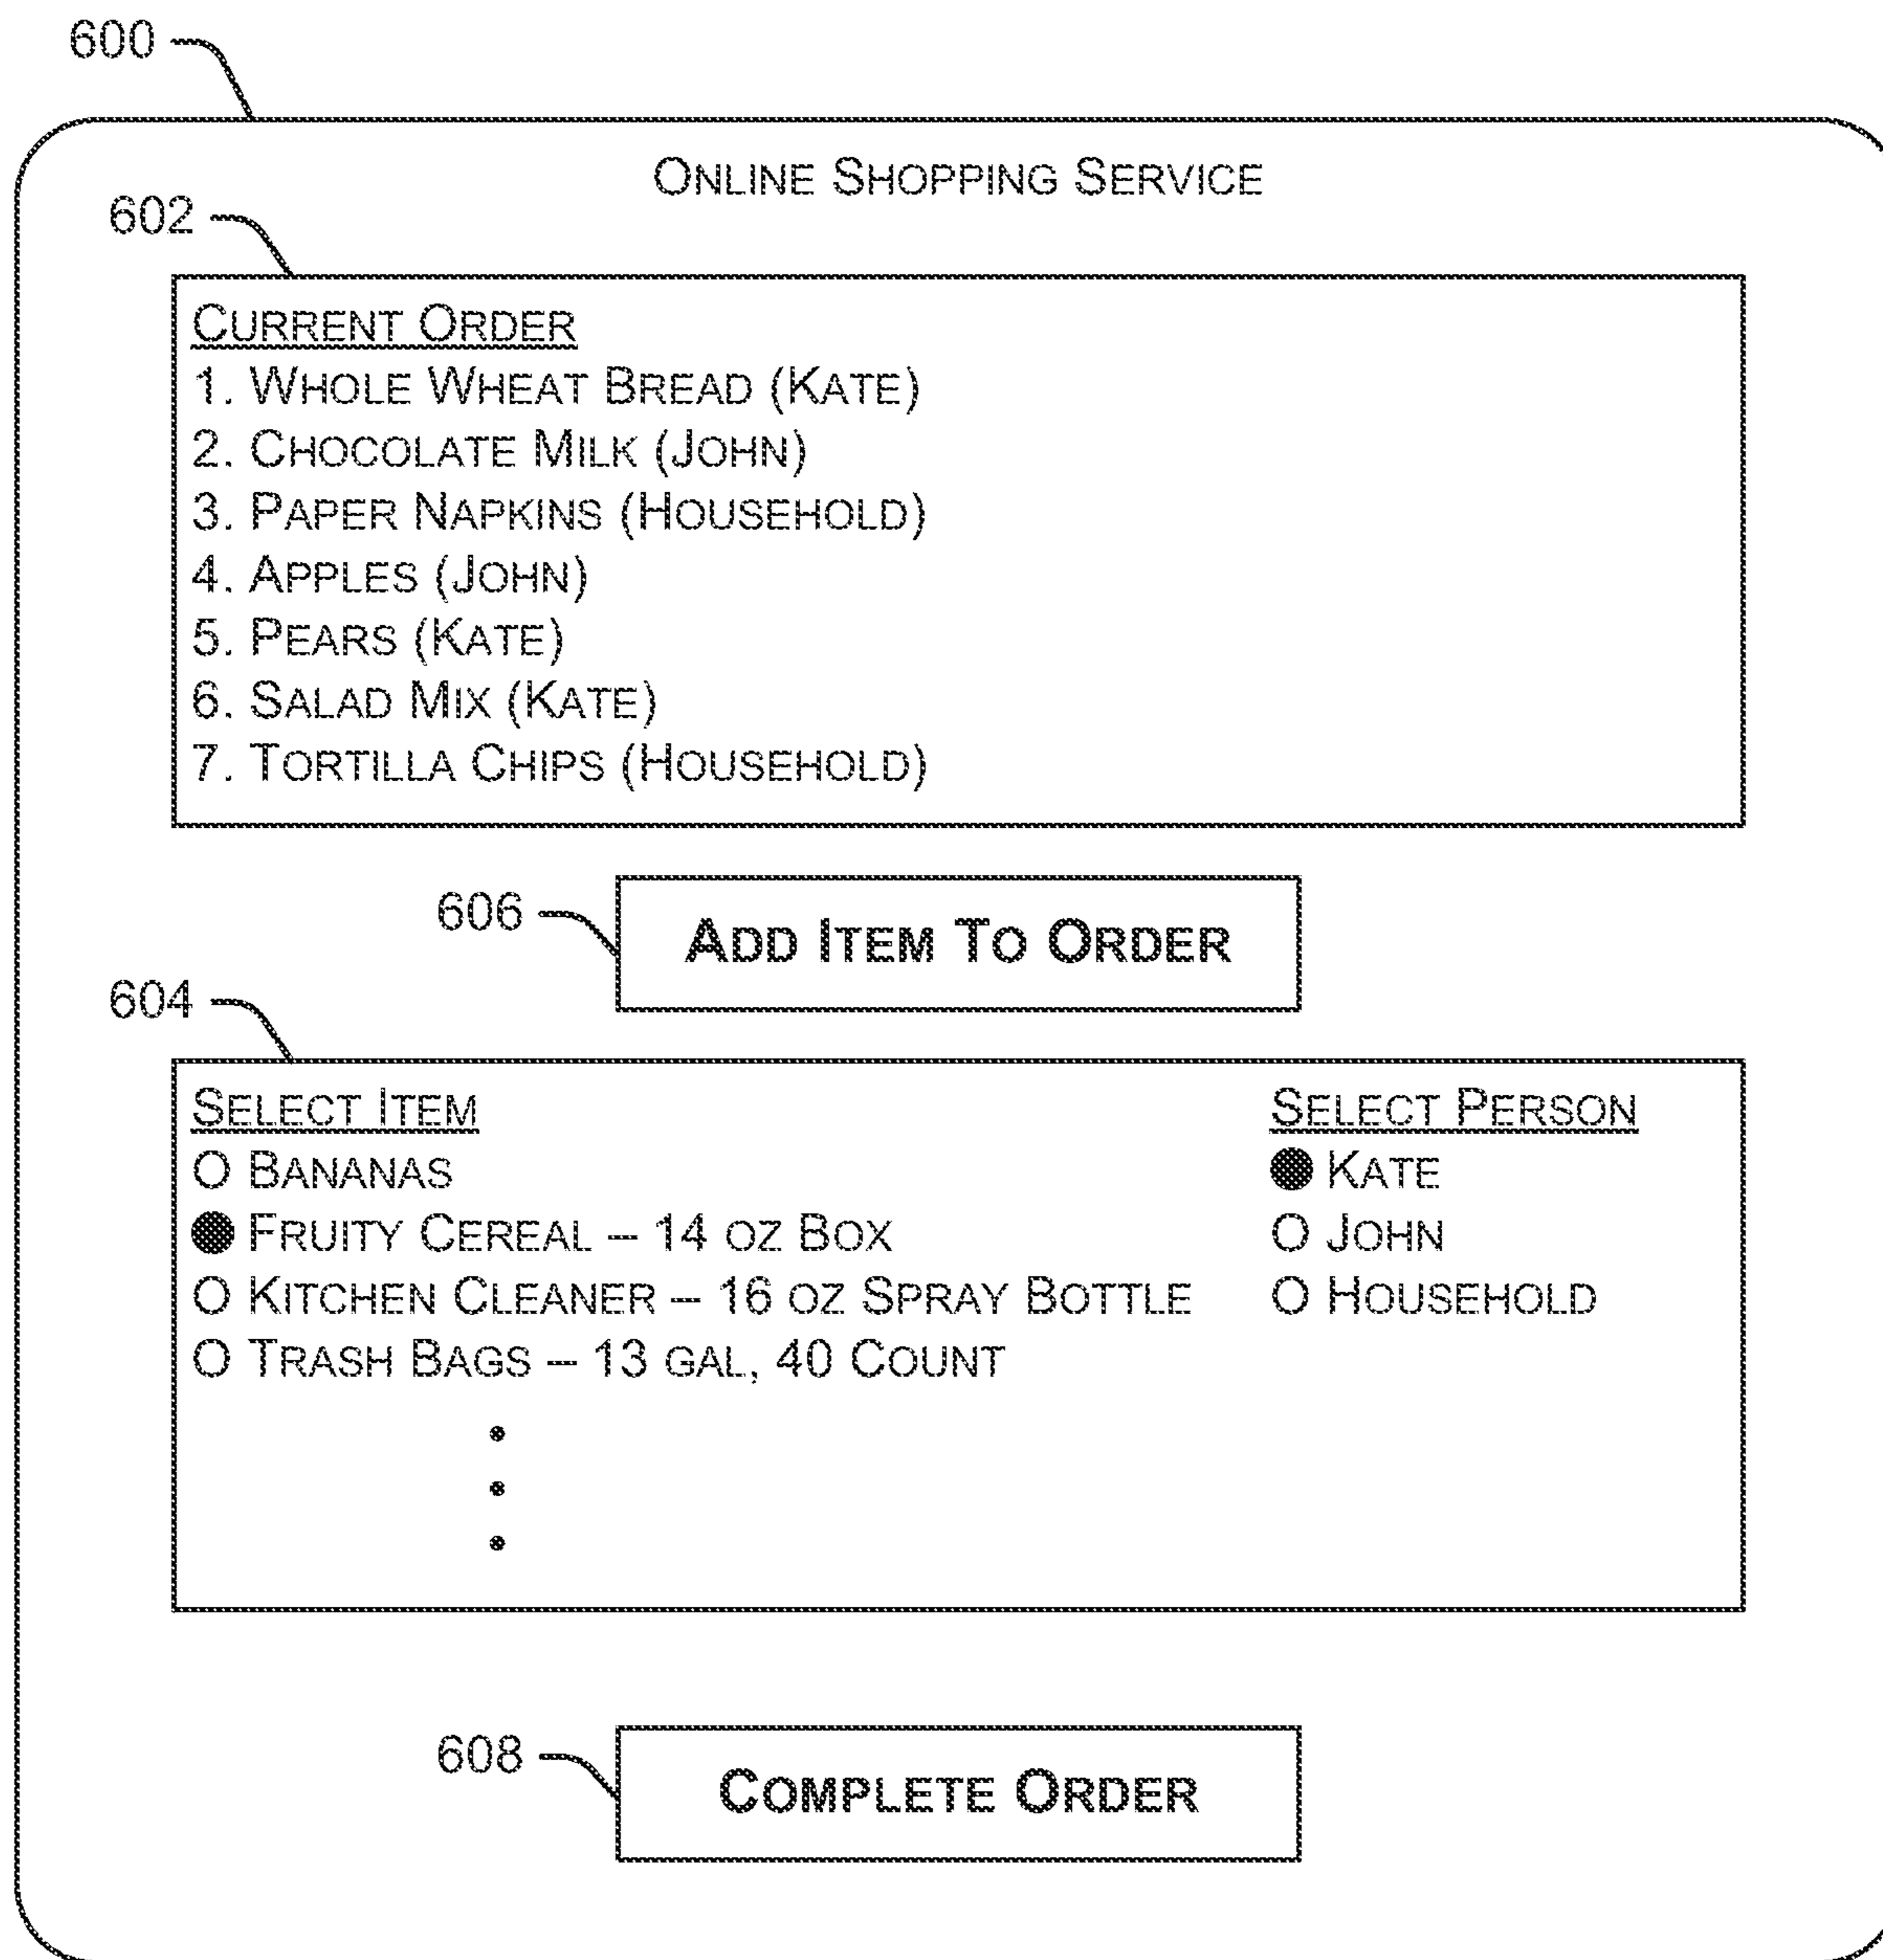 600
ONLINE SHOPPING SERVICE
602
CURRENT ORDER
1. WHOLE WHEAT BREAD (KATE)
2. CHOCOLATE MILK (JOHN)
3. PAPER NAPKINS (HOUSEHOLD)
4. APPLES (JOHN)
5. PEARS (KATE)
6. SALAD MIX (KATE)
7. TORTILLA CHIPS (HOUSEHOLD)
606
ADD ITEM TO ORDER
604
SELECT ITEM
BANANAS
FRUITY CEREAL – 14 OZ BOX
KITCHEN CLEANER – 16 OZ SPRAY BOTTLE
TRASH BAGS – 13 GAL, 40 COUNT
SELECT PERSON
KATE
JOHN
HOUSEHOLD
608
COMPLETE ORDER